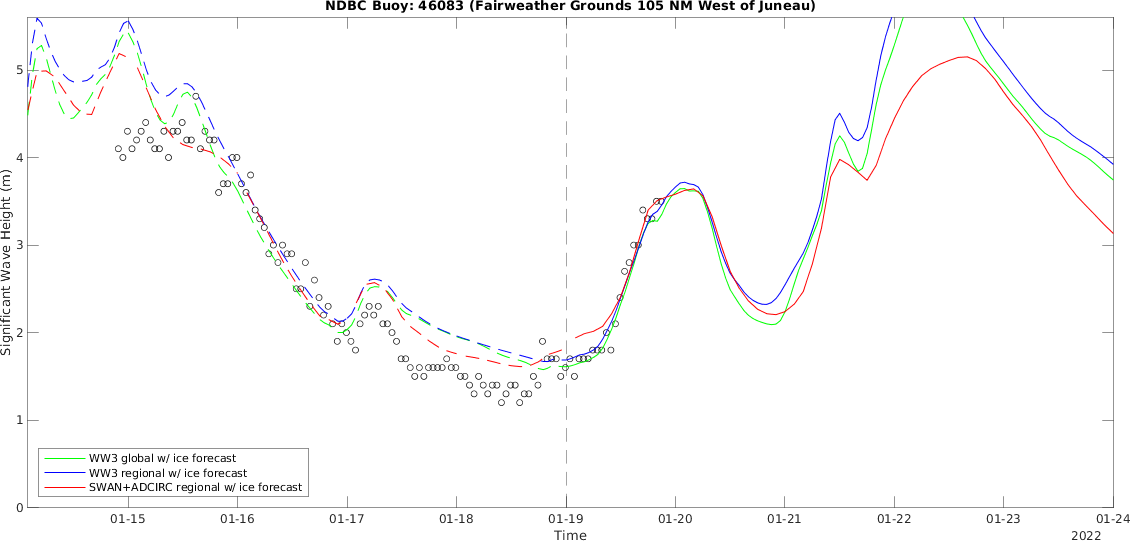 NDBC Buoy: 46083 (Fairweather Grounds 105 NM West of Juneau)
Significant Wave Height (m)
5
4
3
2
1
0
WW3 global w/ ice forecast
WW3 regional w/ ice forecast
SWAN+ADCIRC regional w/ ice forecast
01-15 01-16 01-17 01-18 01-19 01-20 01-21 01-22 01-23 01-24
Time
2022